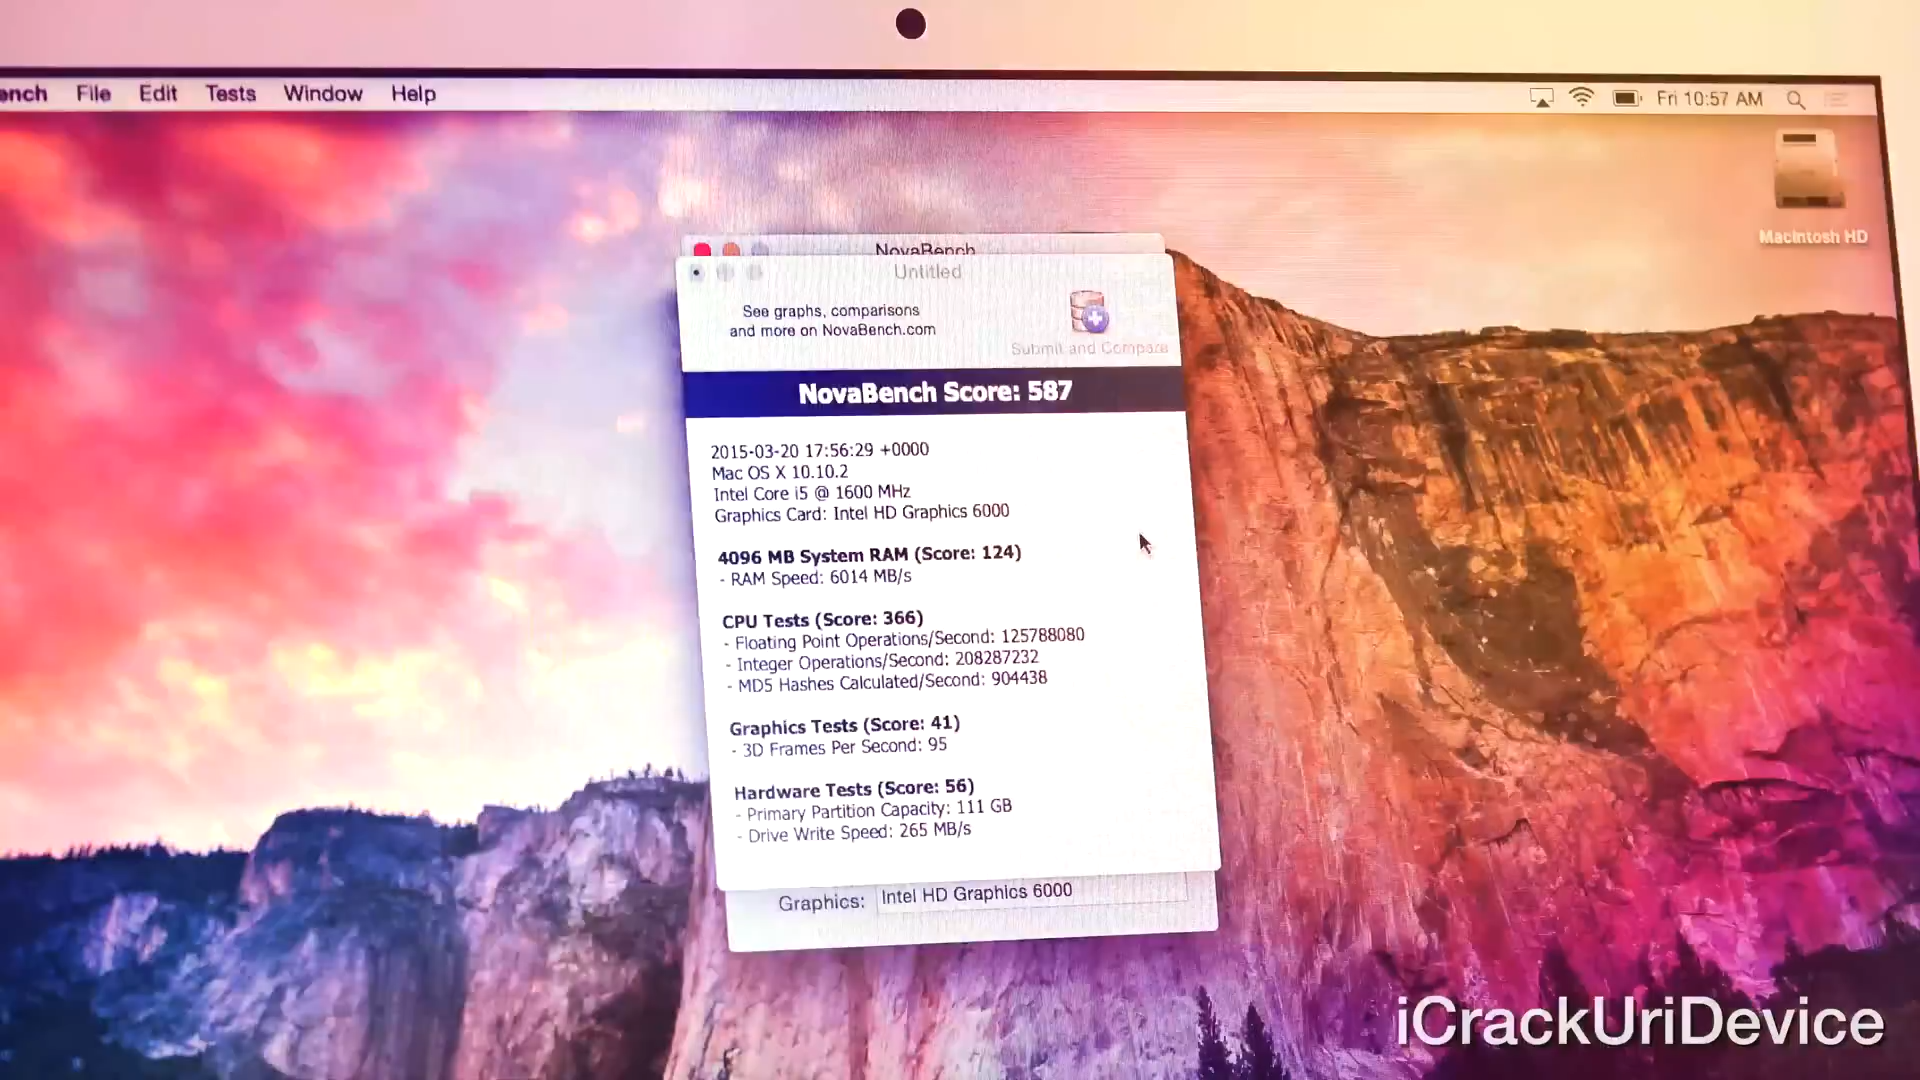 ench File Edit Tests Window Help
Fri 10:57 AM
Macintosh HD
NovaBench
Untitled
See graphs, comparisons
and more on NovaBench.com
Submit and Compare
NovaBench Score: 587
2015-03-20 17:56:29 +0000
Mac OS X 10.10.2
Intel Core i5 @ 1600 MHz
Graphics Card: Intel HD Graphics 6000
4096 MB System RAM (Score: 124)
- RAM Speed: 6014 MB/s
CPU Tests (Score: 366)
- Floating Point Operations/Second: 125788080
- Integer Operations/Second: 208287232
- MD5 Hashes Calculated/Second: 904438
Graphics Tests (Score: 41)
- 3D Frames Per Second: 95
Hardware Tests (Score: 56)
- Primary Partition Capacity: 111 GB
- Drive Write Speed: 265 MB/s
Graphics: Intel HD Graphics 6000
iCrackUriDevice